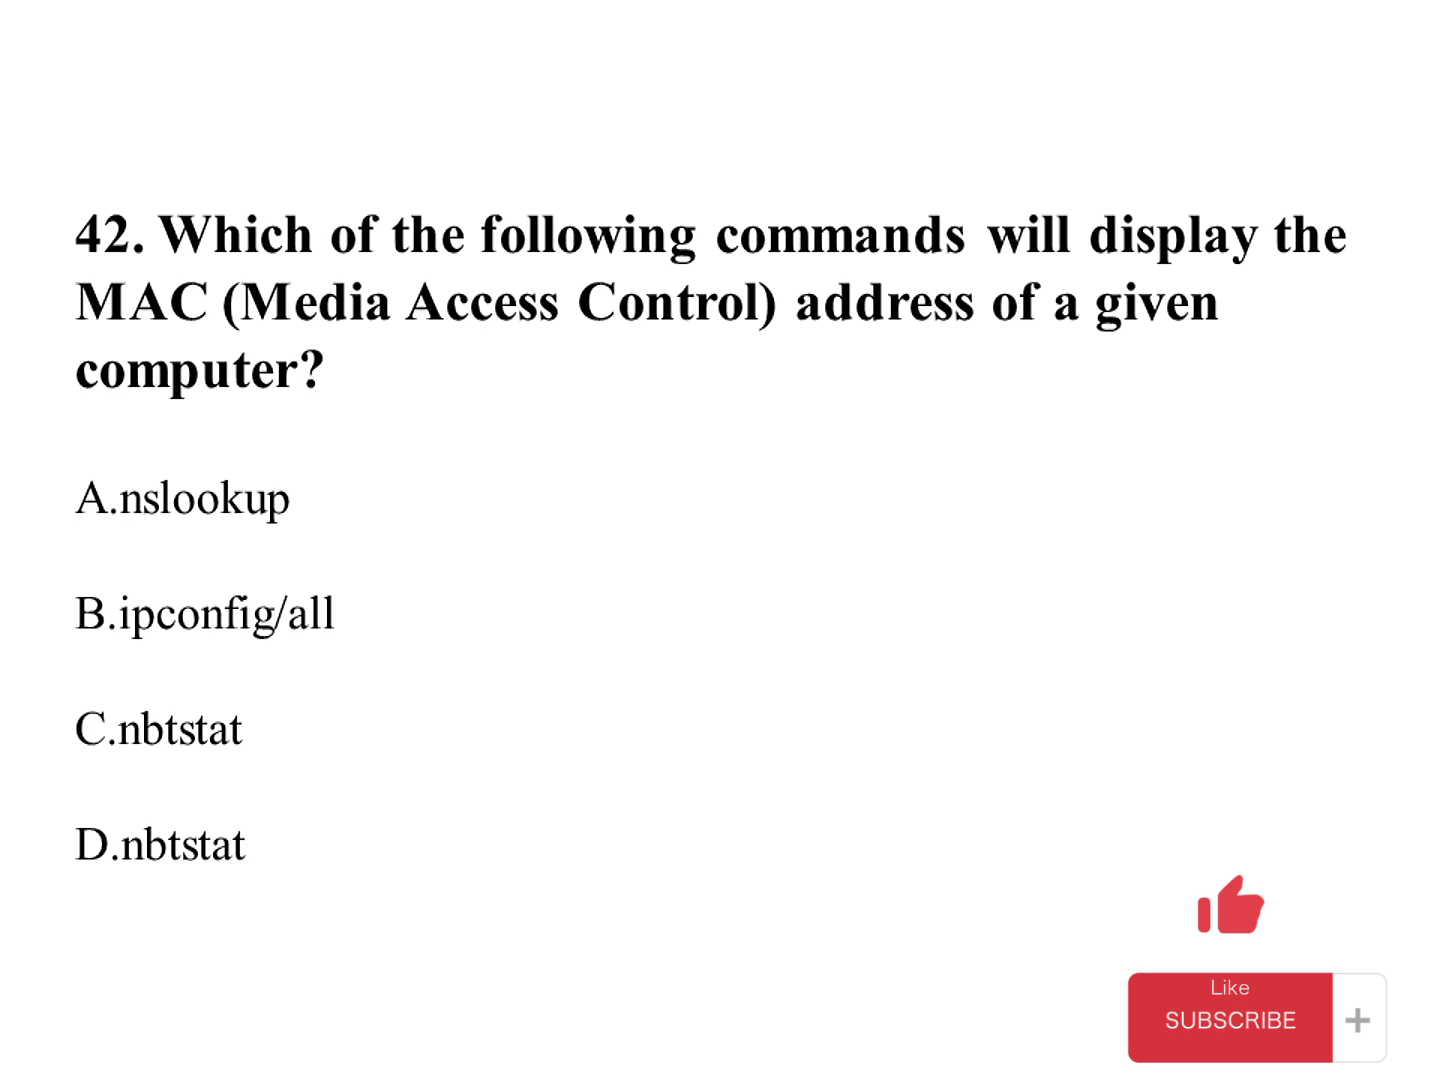 42. Which of the following commands will display the
MAC (Media Access Control) address of a given
computer?
A.nslookup
B.ipconfig/all
C.nbtstat
D.nbtstat
Like
SUBSCRIBE